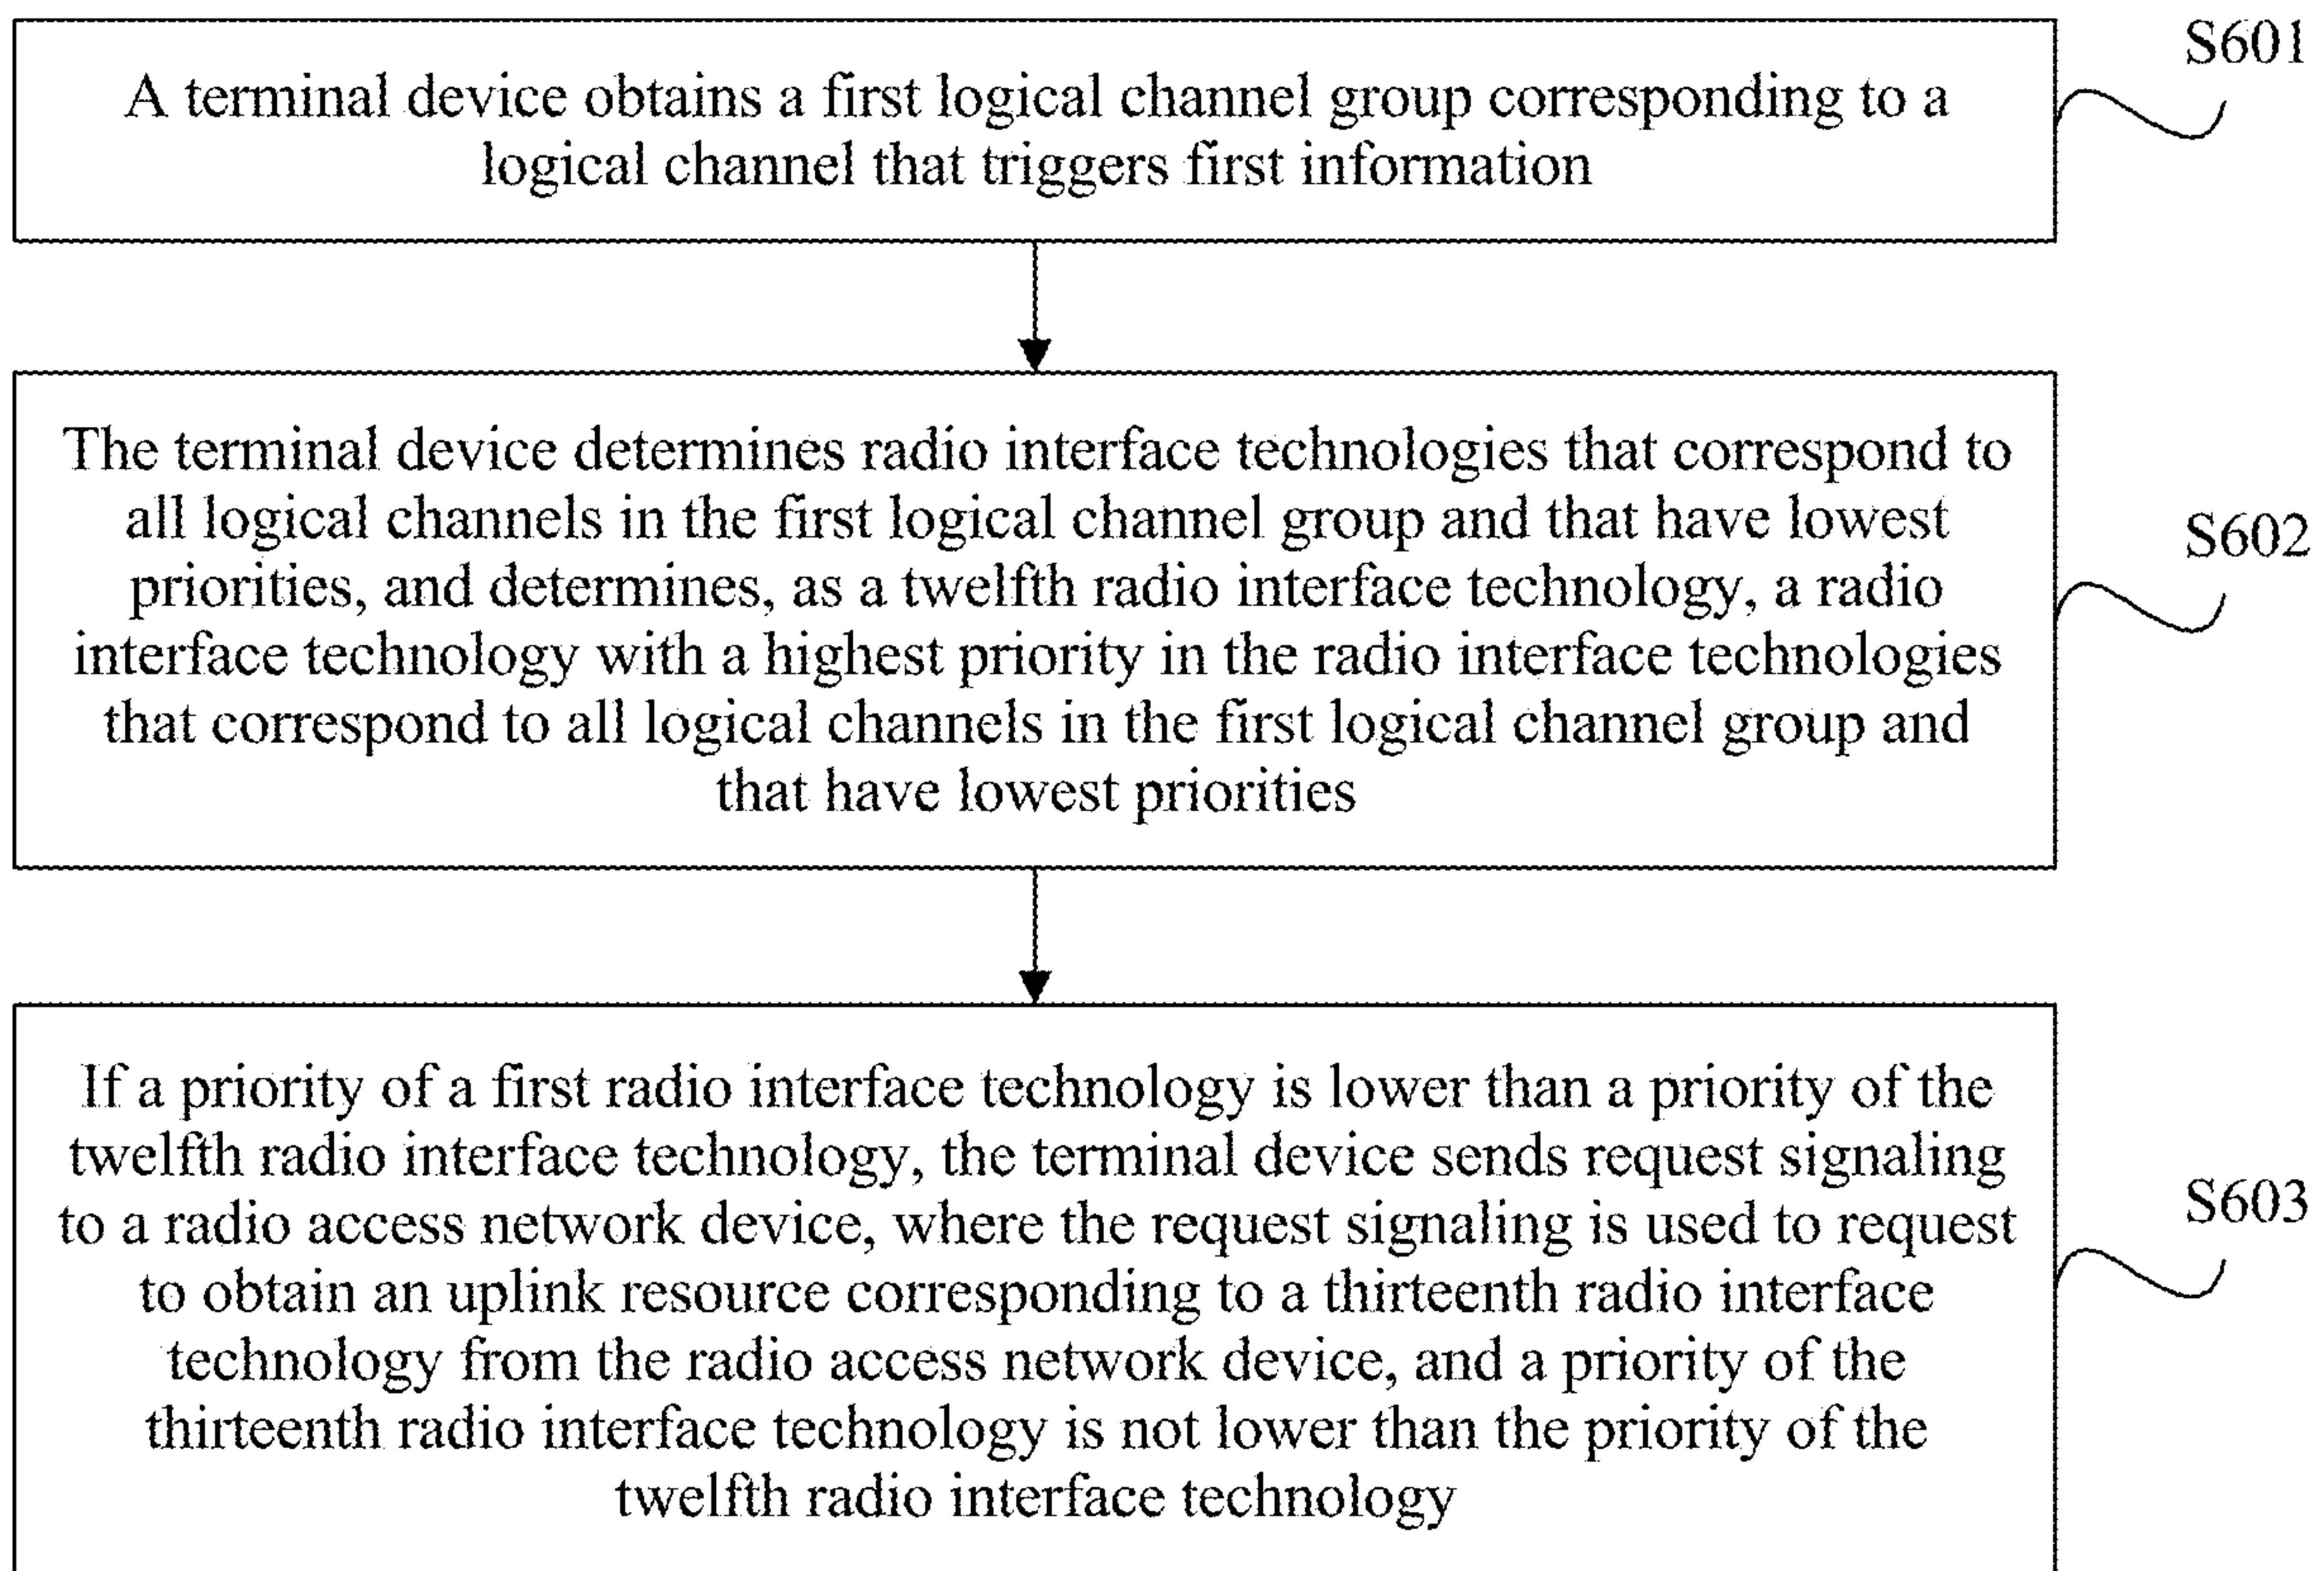 S601
A terminal device obtains a first logical channel group corresponding to a
logical channel that triggers first information
The terminal device determines radio interface technologies that correspond to
all logical channels in the first logical channel group and that have lowest
priorities, and determines, as a twelfth radio interface technology, a radio
interface technology with a highest priority in the radio interface technologies
that correspond to all logical channels in the first logical channel group and
that have lowest priorities
S602
If a priority of a first radio interface technology is lower than a priority of the
twelfth radio interface technology, the terminal device sends request signaling
to a radio access network device, where the request signaling is used to request
to obtain an uplink resource corresponding to a thirteenth radio interface
technology from the radio access network device, and a priority of the
thirteenth radio interface technology is not lower than the priority of the
twelfth radio interface technology
S603